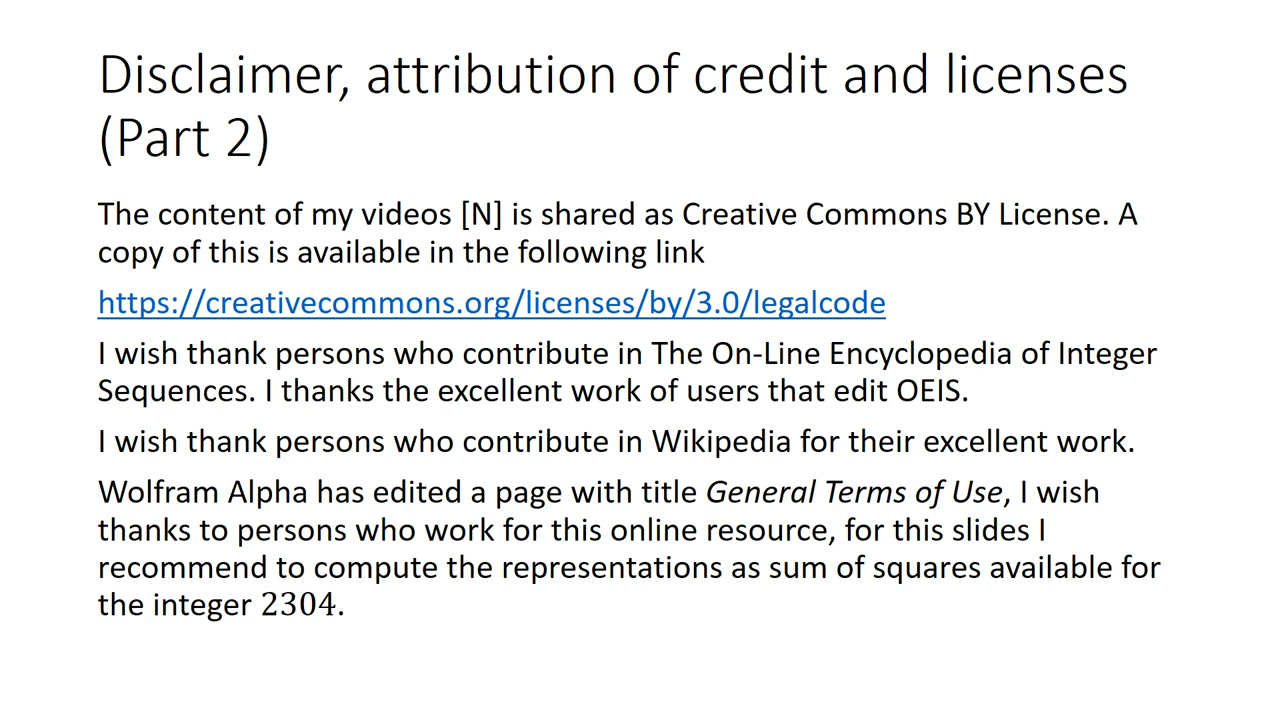 Disclaimer, attribution of credit and licenses
(Part 2)
The content of my videos [N] is shared as Creative Commons BY License. A
copy of this is available in the following link
https://creativecommons.org/licenses/by/3.0/legalcode
I wish thank persons who contribute in The On-Line Encyclopedia of Integer
Sequences. I thanks the excellent work of users that edit OEIS.
I wish thank persons who contribute in Wikipedia for their excellent work.
Wolfram Alpha has edited a page with title General Terms of Use, I wish
thanks to persons who work for this online resource, for this slides I
recommend to compute the representations as sum of squares available for
the integer 2304.